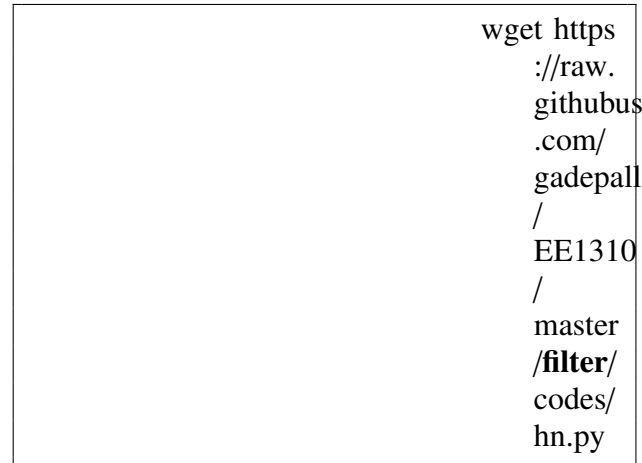 wget https
://raw.
githubus
.com/
gadepall
/
EE1310
/
master
/filter/
codes/
hn.py